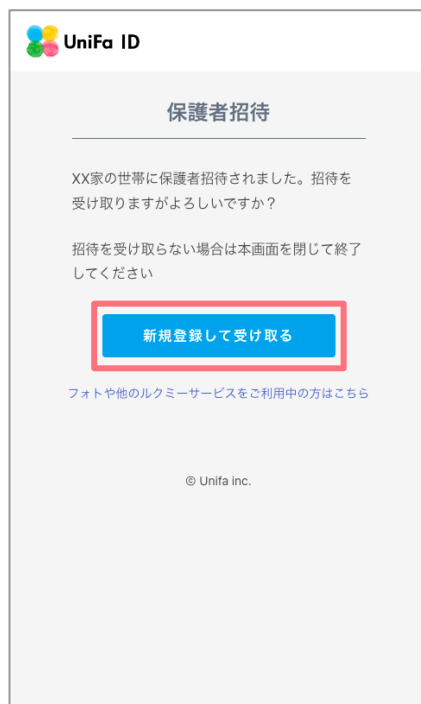 UniFa ID
保護者招待
XX家の世帯に保護者招待されました。招待を
受け取りますがよろしいですか？
招待を受け取らない場合は本画面を閉じて終了
してください
新規登録して受け取る
フォトや他のルクミーサービスをご利用中の方はこちら
© Unifa inc.